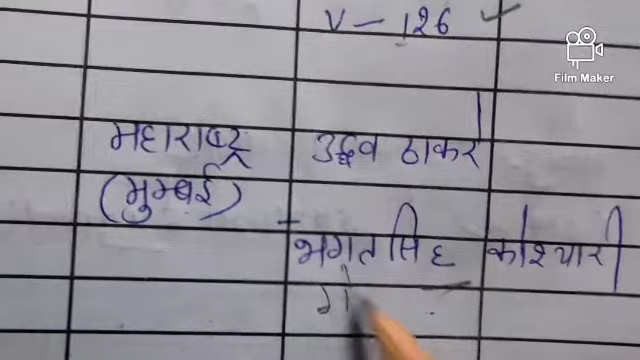 V - 126 ✓
Film Maker
महाराष्ट्र उद्धव ठाकरे
(मुम्बई)
भगतसिंह कोश्यारी